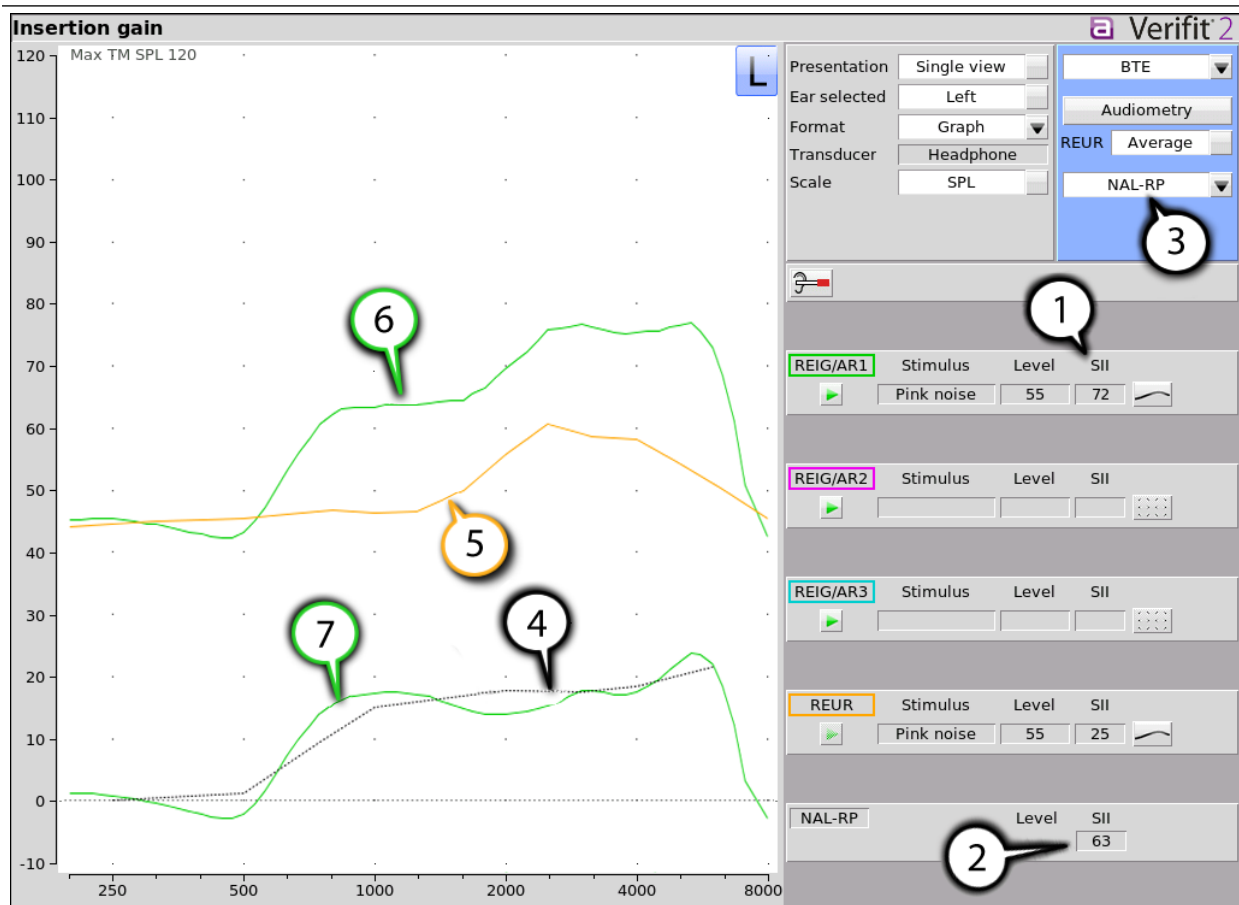 Insertion gain
a Verifit 2
Max TM SPL 120
L
120
110
100
90
80
70
60
50
40
30
20
10
0
-10
250 500 1000 2000 4000 8000
6
5
7
4
Presentation Single view
Ear selected Left
Format Graph
Transducer Headphone
Scale SPL
BTE
Audiometry
REUR Average
NAL-RP
3
1
REIG/AR1 Stimulus Level SII
Pink noise 55 72
REIG/AR2 Stimulus Level SII
REIG/AR3 Stimulus Level SII
REUR Stimulus Level SII
Pink noise 55 25
NAL-RP Level SII
63
2